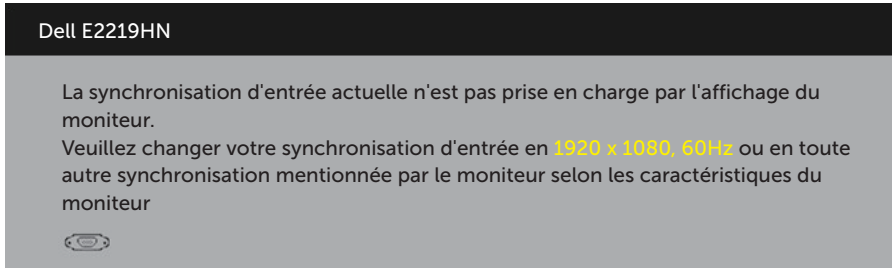 Dell E2219HN
La synchronisation d'entrée actuelle n'est pas prise en charge par l'affichage du
moniteur.
Veuillez changer votre synchronisation d'entrée en 1920 x 1080, 60Hz ou en toute
autre synchronisation mentionnée par le moniteur selon les caractéristiques du
moniteur